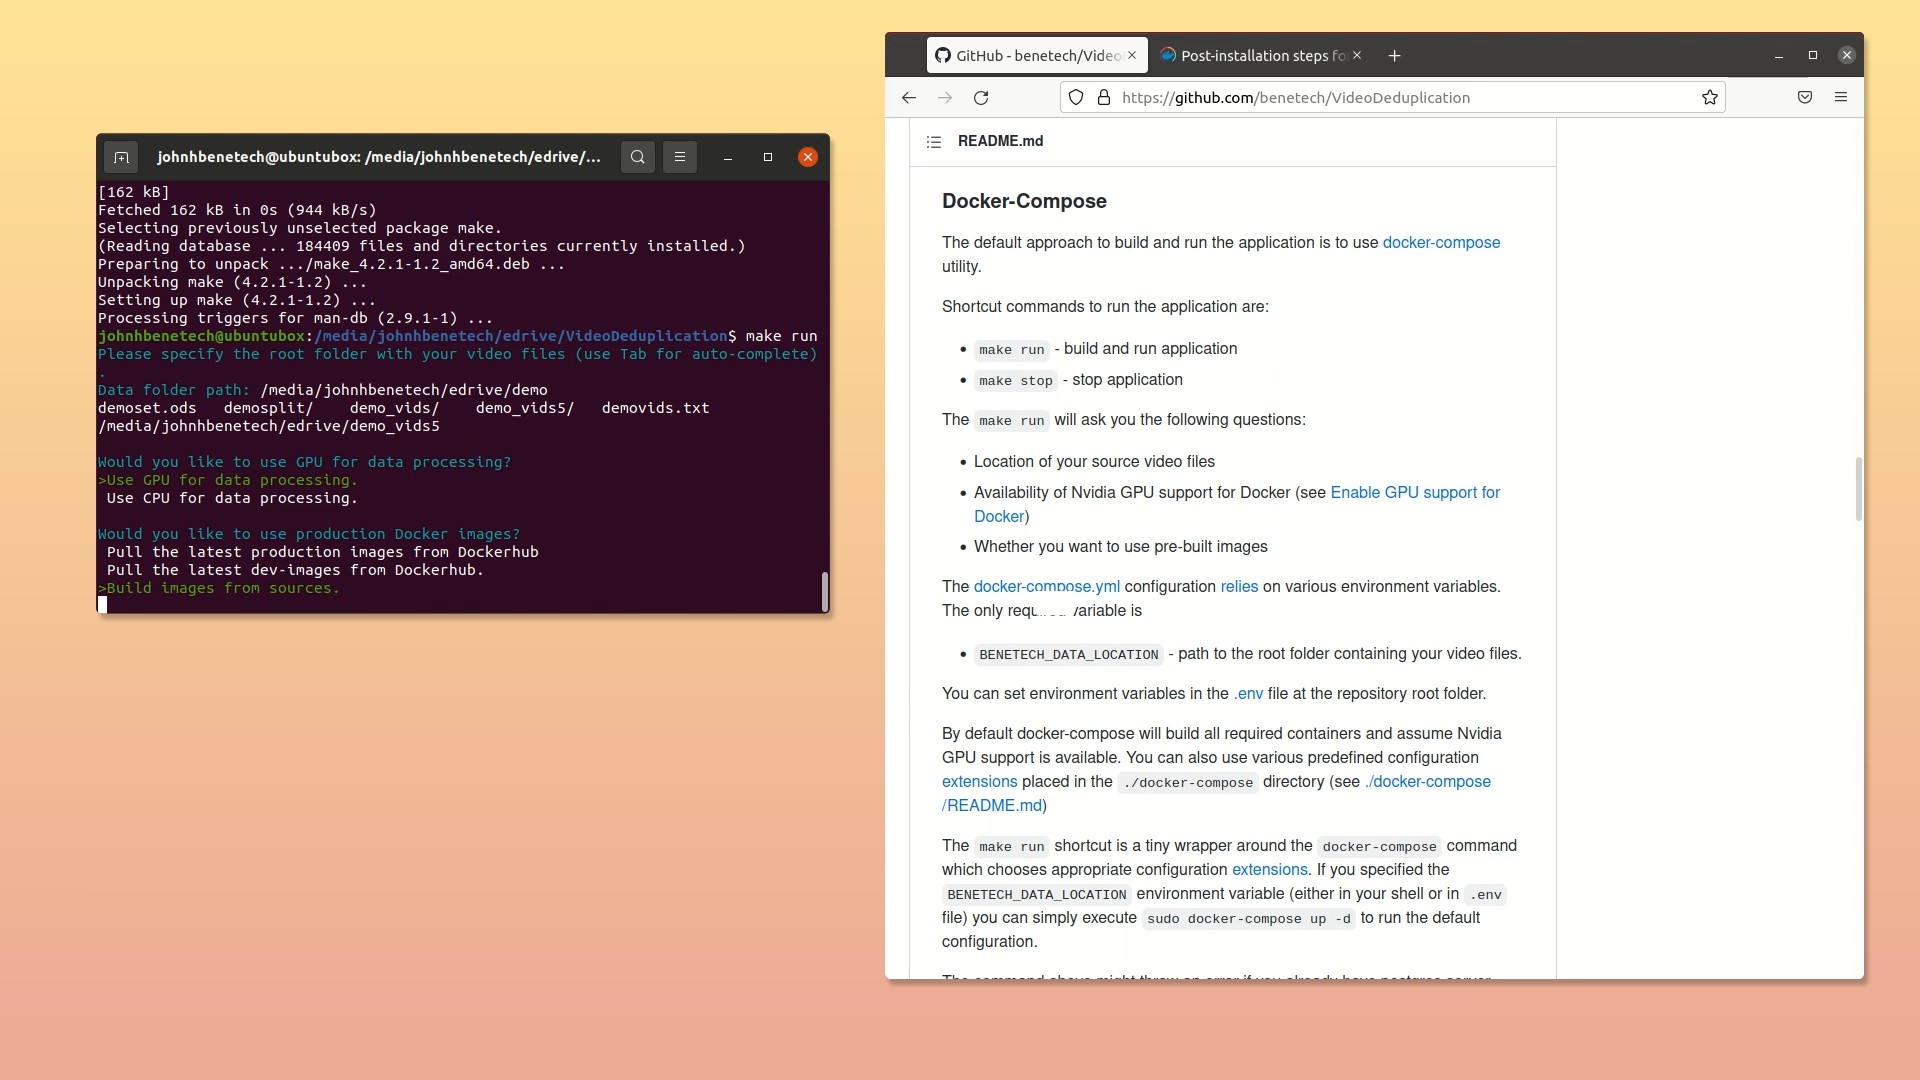 johnhbenetech@ubuntubox: /media/johnhbenetech/edrive/...
[162 kB]
Fetched 162 kB in 0s (944 kB/s)
Selecting previously unselected package make.
(Reading database ... 184409 files and directories currently installed.)
Preparing to unpack .../make_4.2.1-1.2_amd64.deb ...
Unpacking make (4.2.1-1.2) ...
Setting up make (4.2.1-1.2) ...
Processing triggers for man-db (2.9.1-1) ...
johnhbenetech@ubuntubox:/media/johnhbenetech/edrive/VideoDeduplication$ make run
Please specify the root folder with your video files (use Tab for auto-complete)
.
Data folder path: /media/johnhbenetech/edrive/demo
demoset.ods   demosplit/    demo_vids/    demo_vids5/   demovids.txt
/media/johnhbenetech/edrive/demo_vids5
Would you like to use GPU for data processing?
>Use GPU for data processing.
Use CPU for data processing.
Would you like to use production Docker images?
Pull the latest production images from Dockerhub
Pull the latest dev-images from Dockerhub.
>Build images from sources.
GitHub - benetech/Video
Post-installation steps fo
https://github.com/benetech/VideoDeduplication
README.md
Docker-Compose
The default approach to build and run the application is to use docker-compose
utility.
Shortcut commands to run the application are:
• make run - build and run application
• make stop - stop application
The make run will ask you the following questions:
• Location of your source video files
• Availability of Nvidia GPU support for Docker (see Enable GPU support for
Docker)
• Whether you want to use pre-built images
The docker-compose.yml configuration relies on various environment variables.
The only variable is
• BENETECH_DATA_LOCATION - path to the root folder containing your video files.
You can set environment variables in the .env file at the repository root folder.
By default docker-compose will build all required containers and assume Nvidia
GPU support is available. You can also use various predefined configuration
extensions placed in the ./docker-compose directory (see ./docker-compose
/README.md)
The make run shortcut is a tiny wrapper around the docker-compose command
which chooses appropriate configuration extensions. If you specified the
BENETECH_DATA_LOCATION environment variable (either in your shell or in .env
file) you can simply execute sudo docker-compose up -d to run the default
configuration.
The command above might throw an error if you already have postgres server